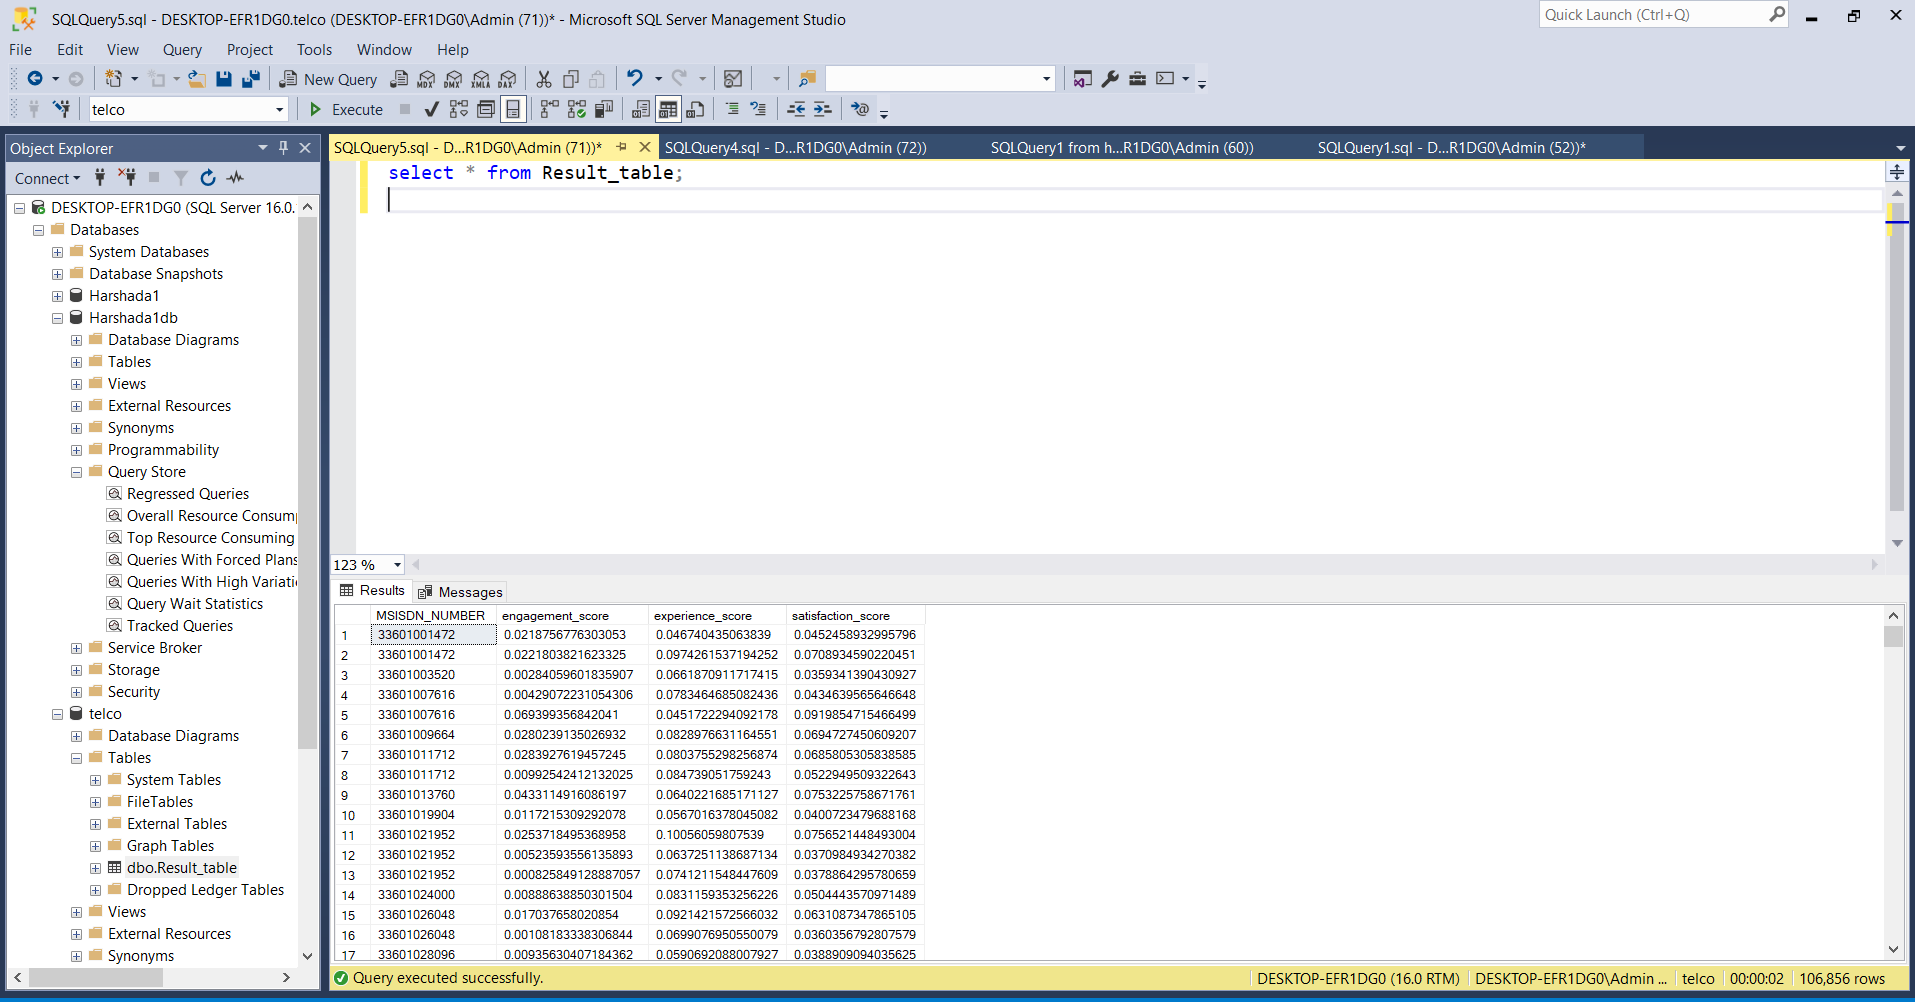 SQLQuery5.sql - DESKTOP-EFR1DG0.telco (DESKTOP-EFR1DG0\Admin (71))* - Microsoft SQL Server Management Studio
Quick Launch (Ctrl+Q)
File Edit View Query Project Tools Window Help
New Query
MDX DMX XMLA DAX
telco
Execute
Object Explorer
Connect
DESKTOP-EFR1DG0 (SQL Server 16.0.
Databases
System Databases
Database Snapshots
Harshada1
Harshada1db
Database Diagrams
Tables
Views
External Resources
Synonyms
Programmability
Query Store
Regressed Queries
Overall Resource Consump
Top Resource Consuming
Queries With Forced Plans
Queries With High Variati
Query Wait Statistics
Tracked Queries
Service Broker
Storage
Security
telco
Database Diagrams
Tables
System Tables
FileTables
External Tables
Graph Tables
dbo.Result_table
Dropped Ledger Tables
Views
External Resources
Synonyms
SQLQuery5.sql - D...R1DG0\Admin (71))* SQLQuery4.sql - D...R1DG0\Admin (72)) SQLQuery1 from h...R1DG0\Admin (60)) SQLQuery1.sql - D...R1DG0\Admin (52))*
select * from Result_table;
123 %
Results Messages
MSISDN_NUMBER engagement_score experience_score satisfaction_score
1 33601001472 0.0218756776303053 0.046740435063839 0.0452458932995796
2 33601001472 0.0221803821623325 0.0974261537194252 0.0708934590220451
3 33601003520 0.00284059601835907 0.0661870911717415 0.0359341390430927
4 33601007616 0.00429072231054306 0.0783464685082436 0.0434639565646648
5 33601007616 0.069399356842041 0.0451722294092178 0.0919854715466499
6 33601009664 0.0280239135026932 0.0828976631164551 0.0694727450609207
7 33601011712 0.0283927619457245 0.0803755298256874 0.0685805305838585
8 33601011712 0.00992542412132025 0.084739051759243 0.0522949509322643
9 33601013760 0.0433114916086197 0.0640221685171127 0.0753225758671761
10 33601019904 0.0117215309292078 0.0567016378045082 0.0400723479688168
11 33601021952 0.0253718495368958 0.10056059807539 0.0756521448493004
12 33601021952 0.00523593556135893 0.0637251138687134 0.0370984934270382
13 33601021952 0.000825849128887057 0.0741211548447609 0.0378864295780659
14 33601024000 0.00888638850301504 0.0831159353256226 0.0504443570971489
15 33601026048 0.017037658020854 0.0921421572566032 0.0631087347865105
16 33601026048 0.00108183338306844 0.0699076950550079 0.0360356792807579
17 33601028096 0.00935630407184362 0.0590692088007927 0.0388909094035625
Query executed successfully.
DESKTOP-EFR1DG0 (16.0 RTM) DESKTOP-EFR1DG0\Admin ... telco 00:00:02 106,856 rows